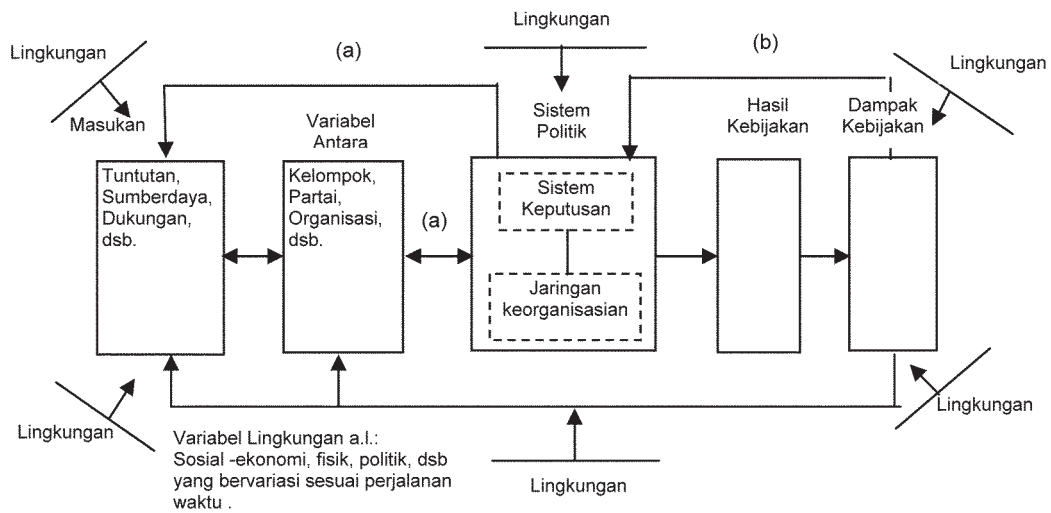 Lingkungan
(a)
(b)
Lingkungan
Lingkungan
Masukan
Variabel
Antara
Sistem
Politik
Hasil
Kebijakan
Dampak
Kebijakan
Tuntutan,
Sumberdaya,
Dukungan,
dsb.
Kelompok,
Partai,
Organisasi,
dsb.
(a)
Sistem
Keputusan
Jaringan
keorganisasian
Lingkungan
Lingkungan
Variabel Lingkungan a.l.:
Sosial -ekonomi, fisik, politik, dsb
yang bervariasi sesuai perjalanan
waktu .
Lingkungan